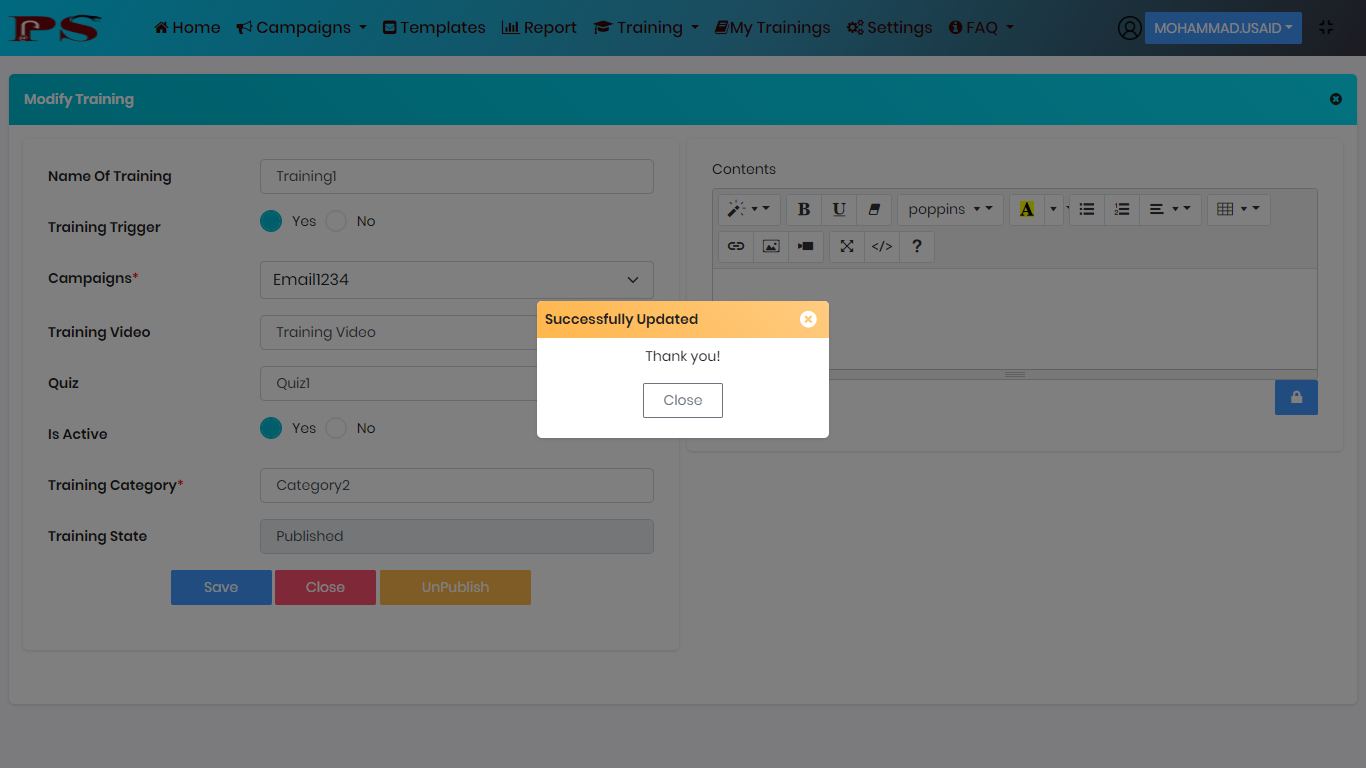 PS Home Campaigns Templates Report Training My Trainings Settings FAQ MOHAMMAD.USAID
Modify Training
Name Of Training Training1
Training Trigger Yes No
Campaigns* Email1234
Training Video Training Video
Quiz Quiz1
Is Active Yes No
Training Category* Category2
Training State Published
Save Close UnPublish
Contents
B U poppins A
</> ?
Successfully Updated
Thank you!
Close